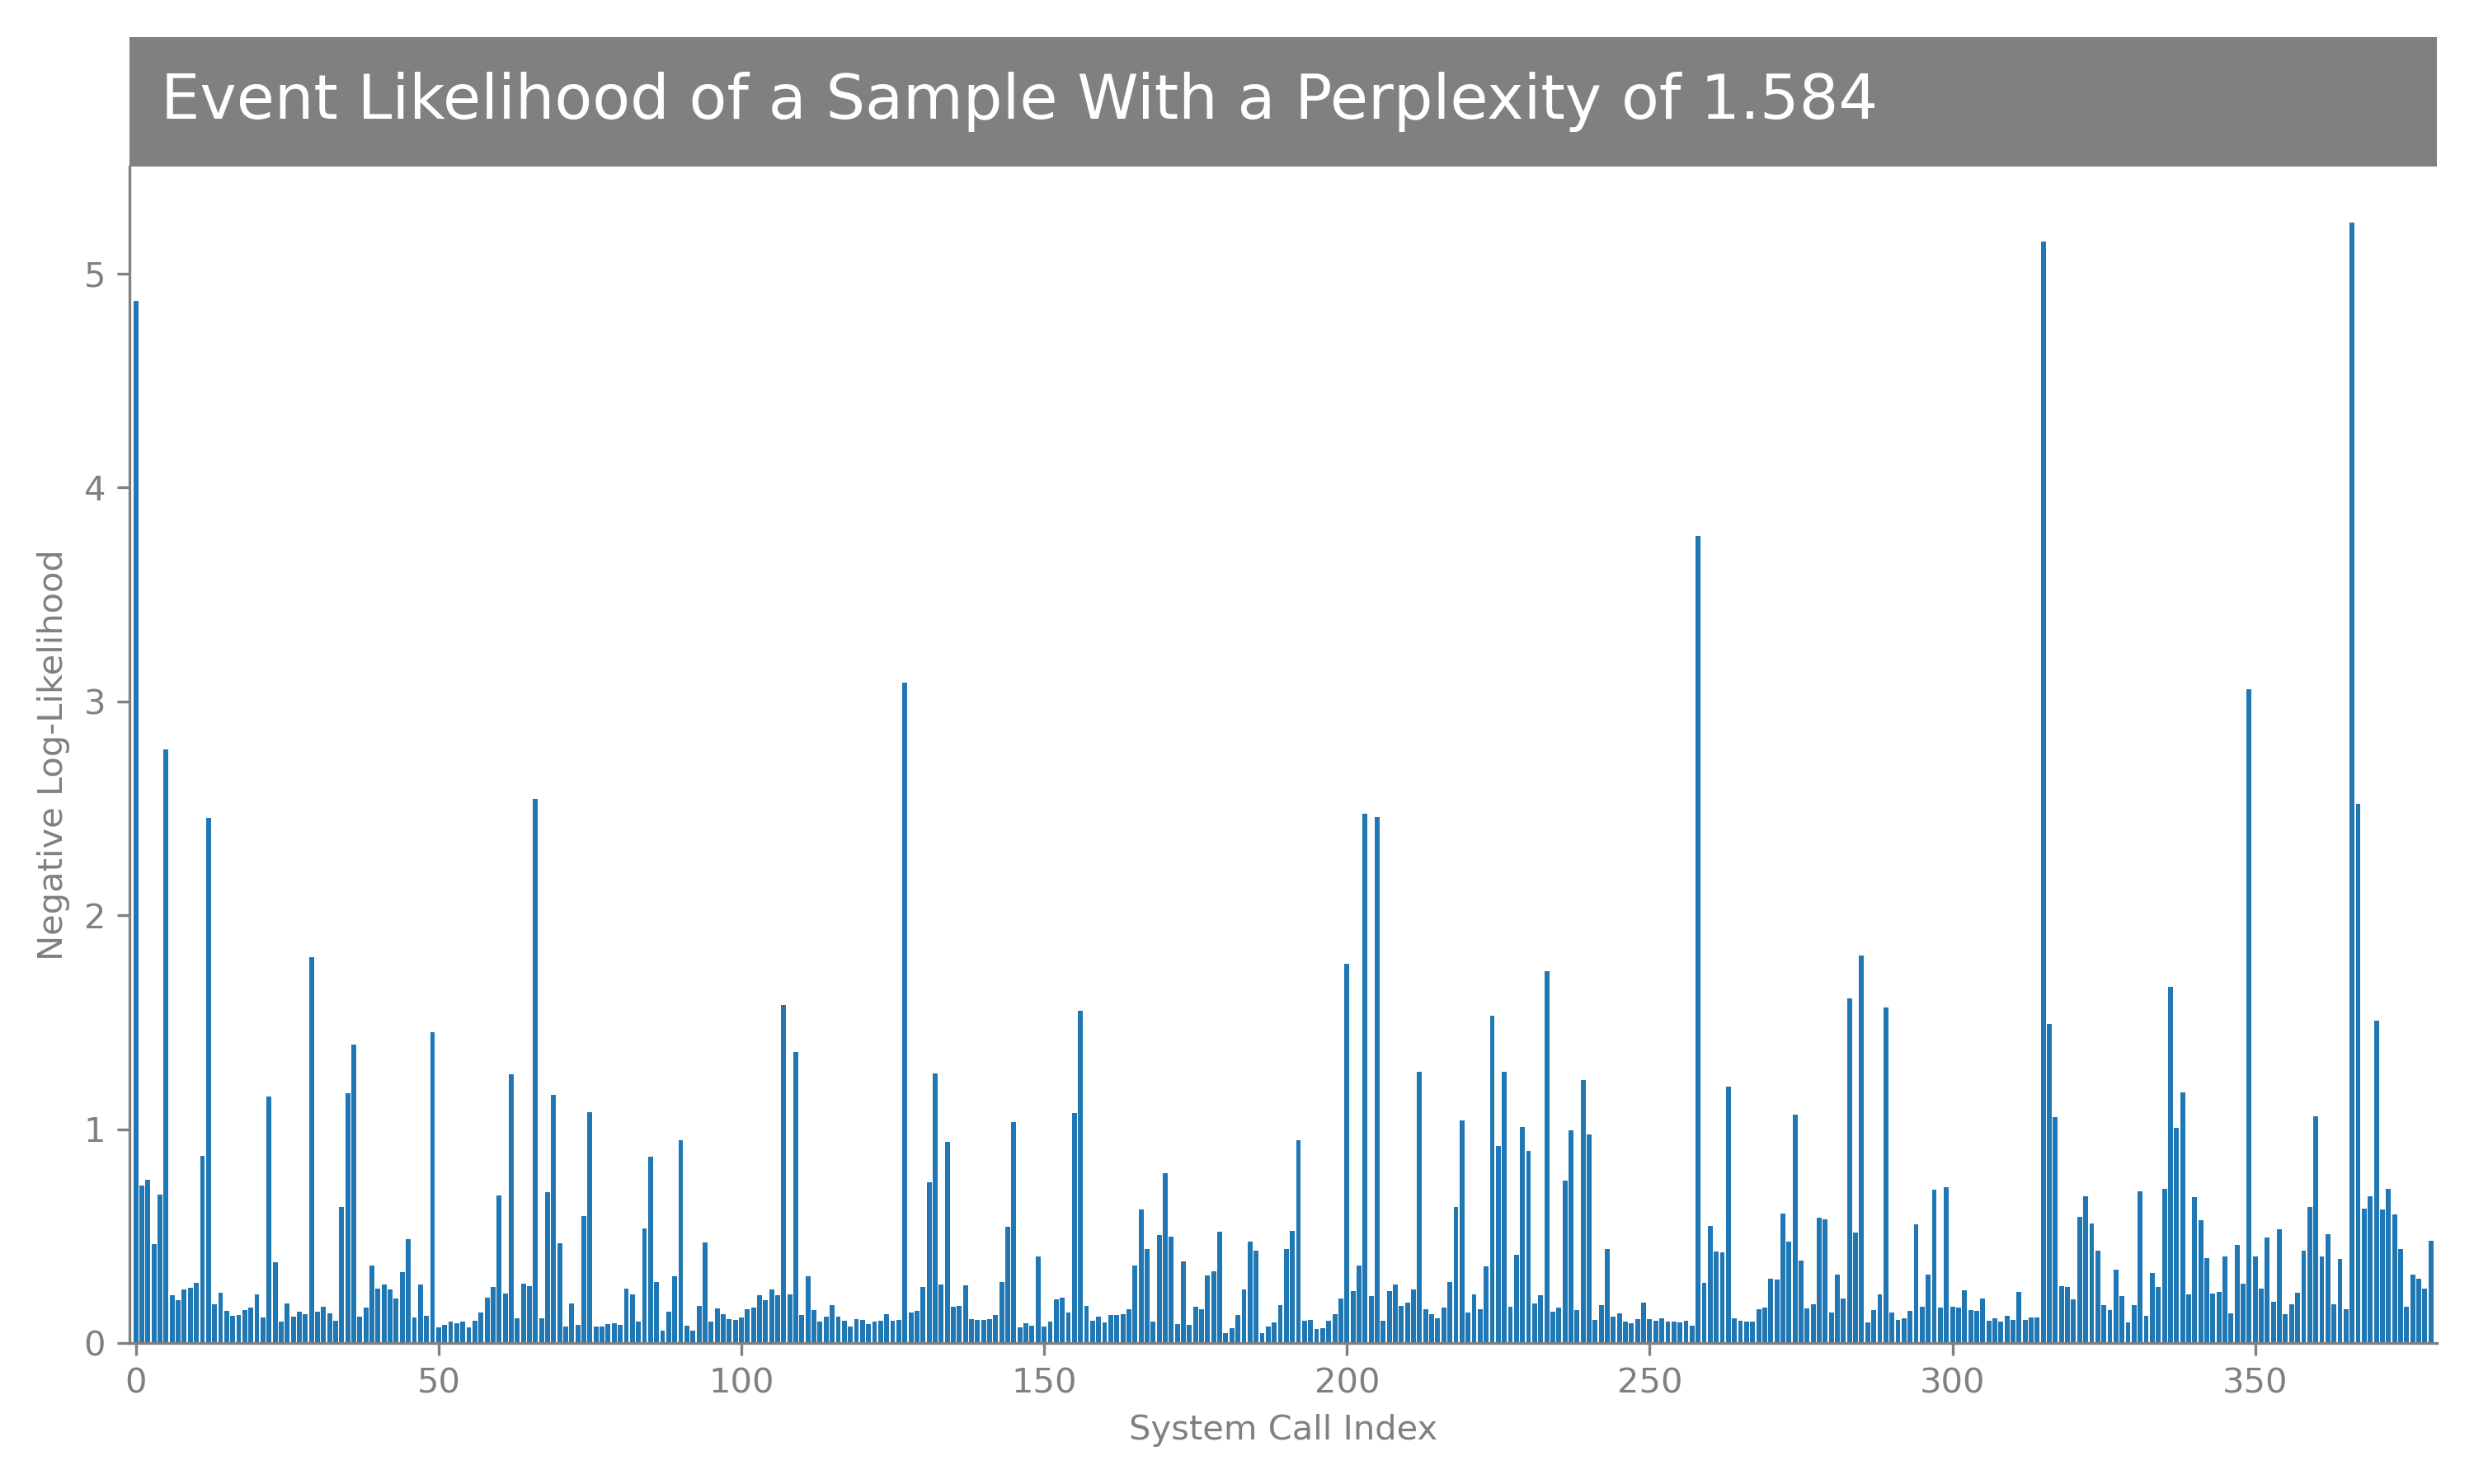 Event Likelihood of a Sample With a Perplexity of 1.584
5
4
3
2
1
0
Negative Log-Likelihood
0 50 100 150 200 250 300 350
System Call Index